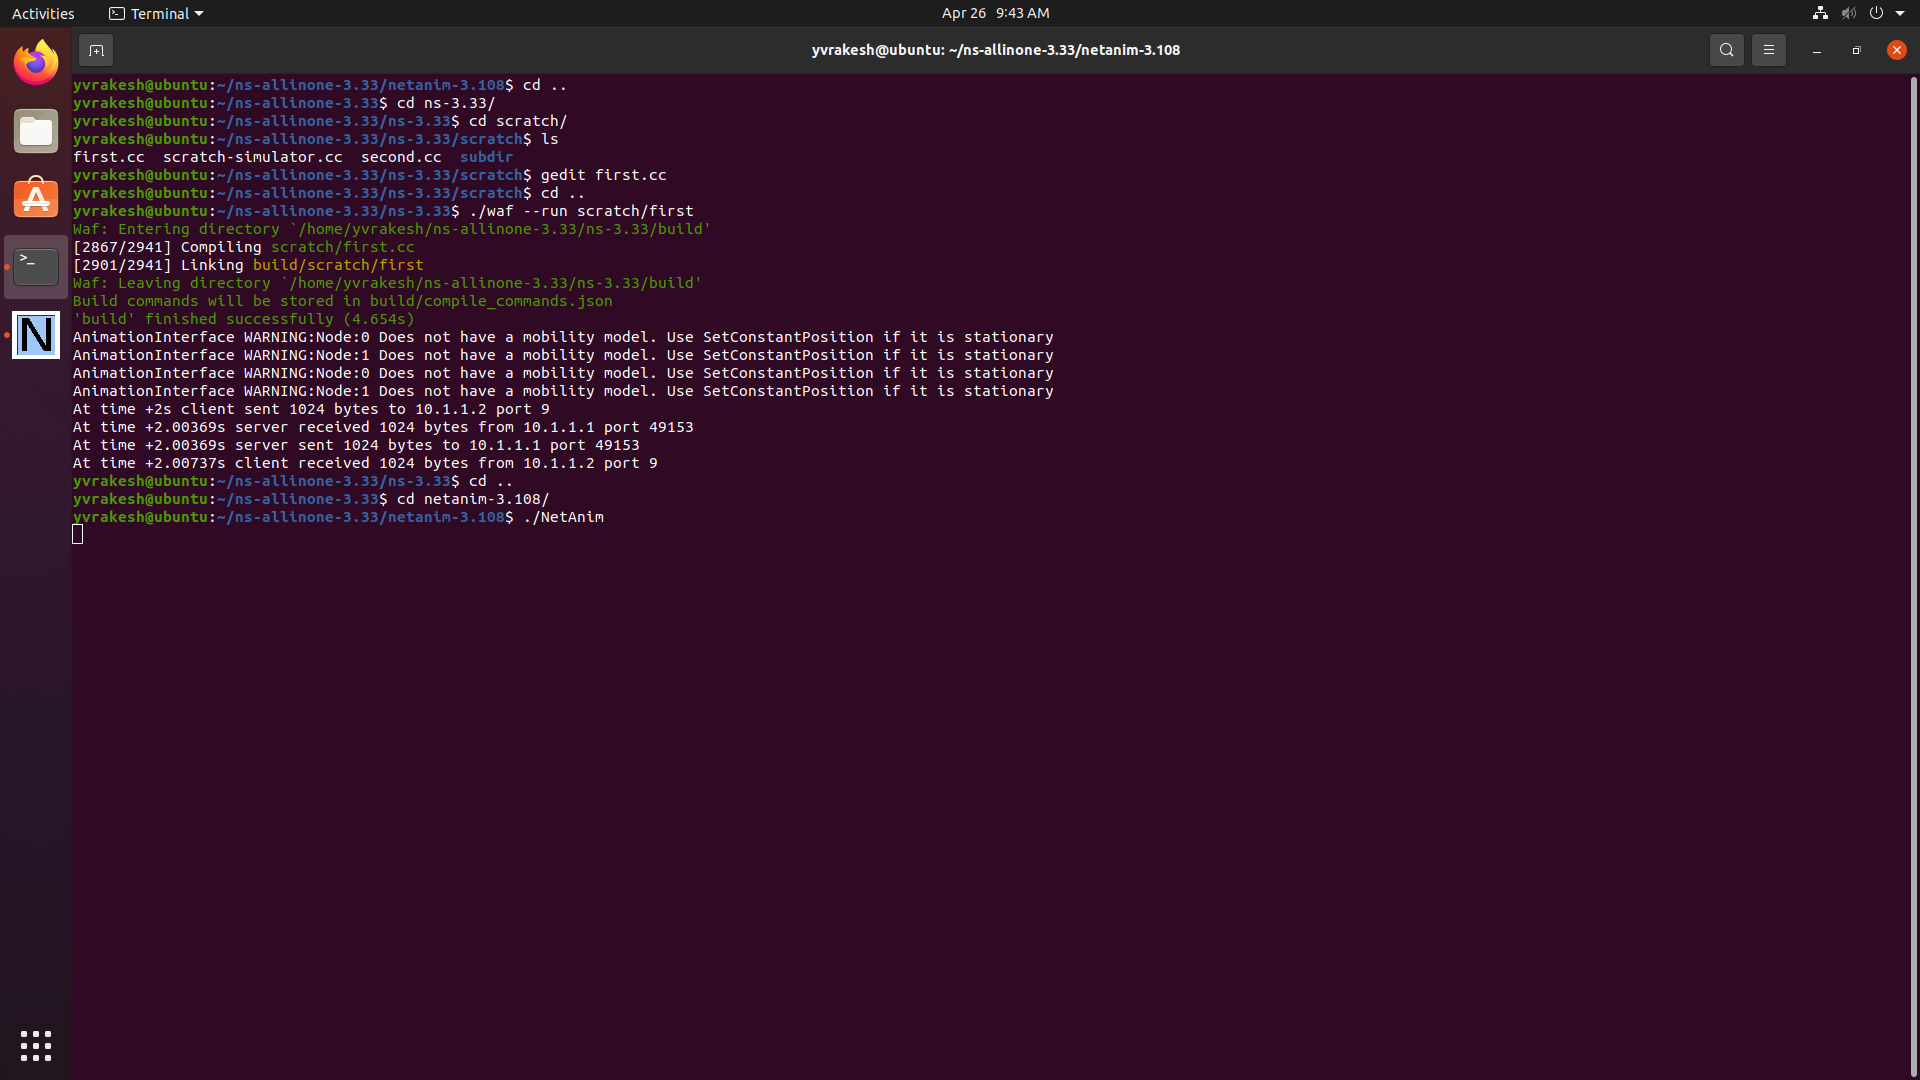 Activities Terminal Apr 26 9:43 AM
yvrakesh@ubuntu: ~/ns-allinone-3.33/netanim-3.108
yvrakesh@ubuntu:~/ns-allinone-3.33/netanim-3.108$ cd ..
yvrakesh@ubuntu:~/ns-allinone-3.33$ cd ns-3.33/
yvrakesh@ubuntu:~/ns-allinone-3.33/ns-3.33$ cd scratch/
yvrakesh@ubuntu:~/ns-allinone-3.33/ns-3.33/scratch$ ls
first.cc  scratch-simulator.cc  second.cc  subdir
yvrakesh@ubuntu:~/ns-allinone-3.33/ns-3.33/scratch$ gedit first.cc
yvrakesh@ubuntu:~/ns-allinone-3.33/ns-3.33/scratch$ cd ..
yvrakesh@ubuntu:~/ns-allinone-3.33/ns-3.33$ ./waf --run scratch/first
Waf: Entering directory `/home/yvrakesh/ns-allinone-3.33/ns-3.33/build'
[2867/2941] Compiling scratch/first.cc
[2901/2941] Linking build/scratch/first
Waf: Leaving directory `/home/yvrakesh/ns-allinone-3.33/ns-3.33/build'
Build commands will be stored in build/compile_commands.json
'build' finished successfully (4.654s)
AnimationInterface WARNING:Node:0 Does not have a mobility model. Use SetConstantPosition if it is stationary
AnimationInterface WARNING:Node:1 Does not have a mobility model. Use SetConstantPosition if it is stationary
AnimationInterface WARNING:Node:0 Does not have a mobility model. Use SetConstantPosition if it is stationary
AnimationInterface WARNING:Node:1 Does not have a mobility model. Use SetConstantPosition if it is stationary
At time +2s client sent 1024 bytes to 10.1.1.2 port 9
At time +2.00369s server received 1024 bytes from 10.1.1.1 port 49153
At time +2.00369s server sent 1024 bytes to 10.1.1.1 port 49153
At time +2.00737s client received 1024 bytes from 10.1.1.2 port 9
yvrakesh@ubuntu:~/ns-allinone-3.33/ns-3.33$ cd ..
yvrakesh@ubuntu:~/ns-allinone-3.33$ cd netanim-3.108/
yvrakesh@ubuntu:~/ns-allinone-3.33/netanim-3.108$ ./NetAnim